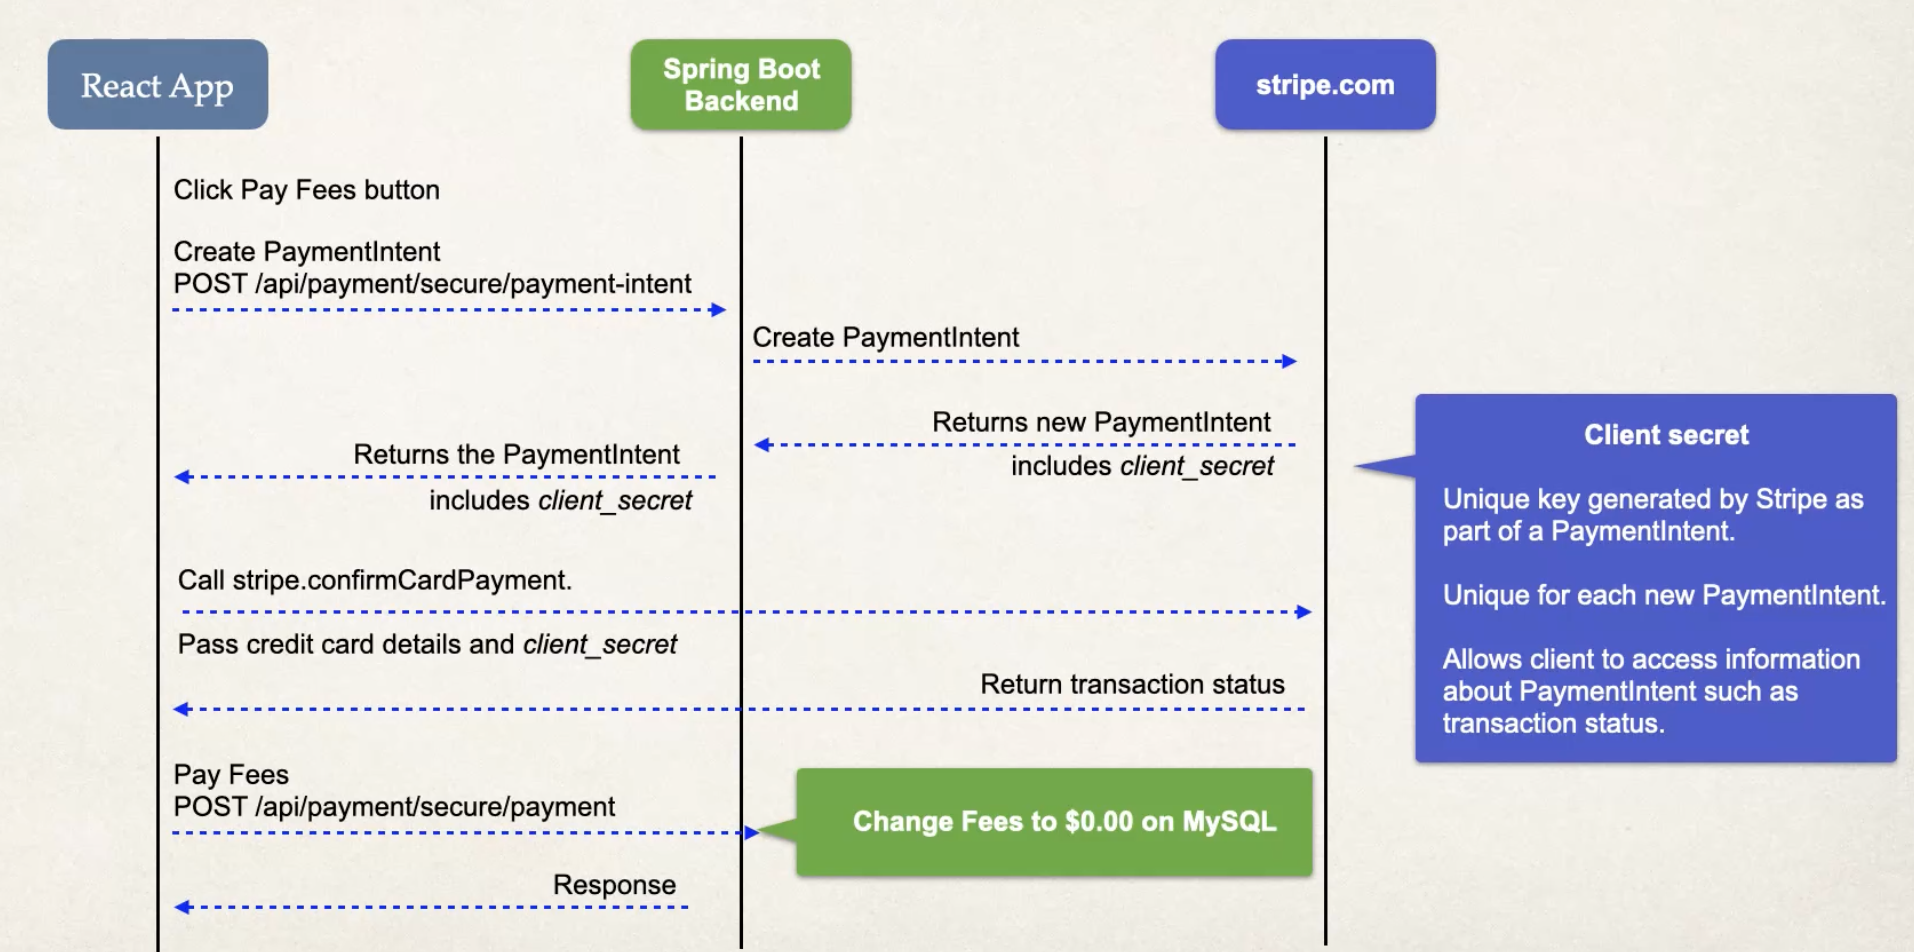 React App
Spring Boot
Backend
stripe.com
Click Pay Fees button
Create PaymentIntent
POST /api/payment/secure/payment-intent
Create PaymentIntent
Returns new PaymentIntent
includes client_secret
Returns the PaymentIntent
includes client_secret
Client secret
Unique key generated by Stripe as
part of a PaymentIntent.
Unique for each new PaymentIntent.
Allows client to access information
about PaymentIntent such as
transaction status.
Call stripe.confirmCardPayment.
Pass credit card details and client_secret
Return transaction status
Pay Fees
POST /api/payment/secure/payment
Change Fees to $0.00 on MySQL
Response